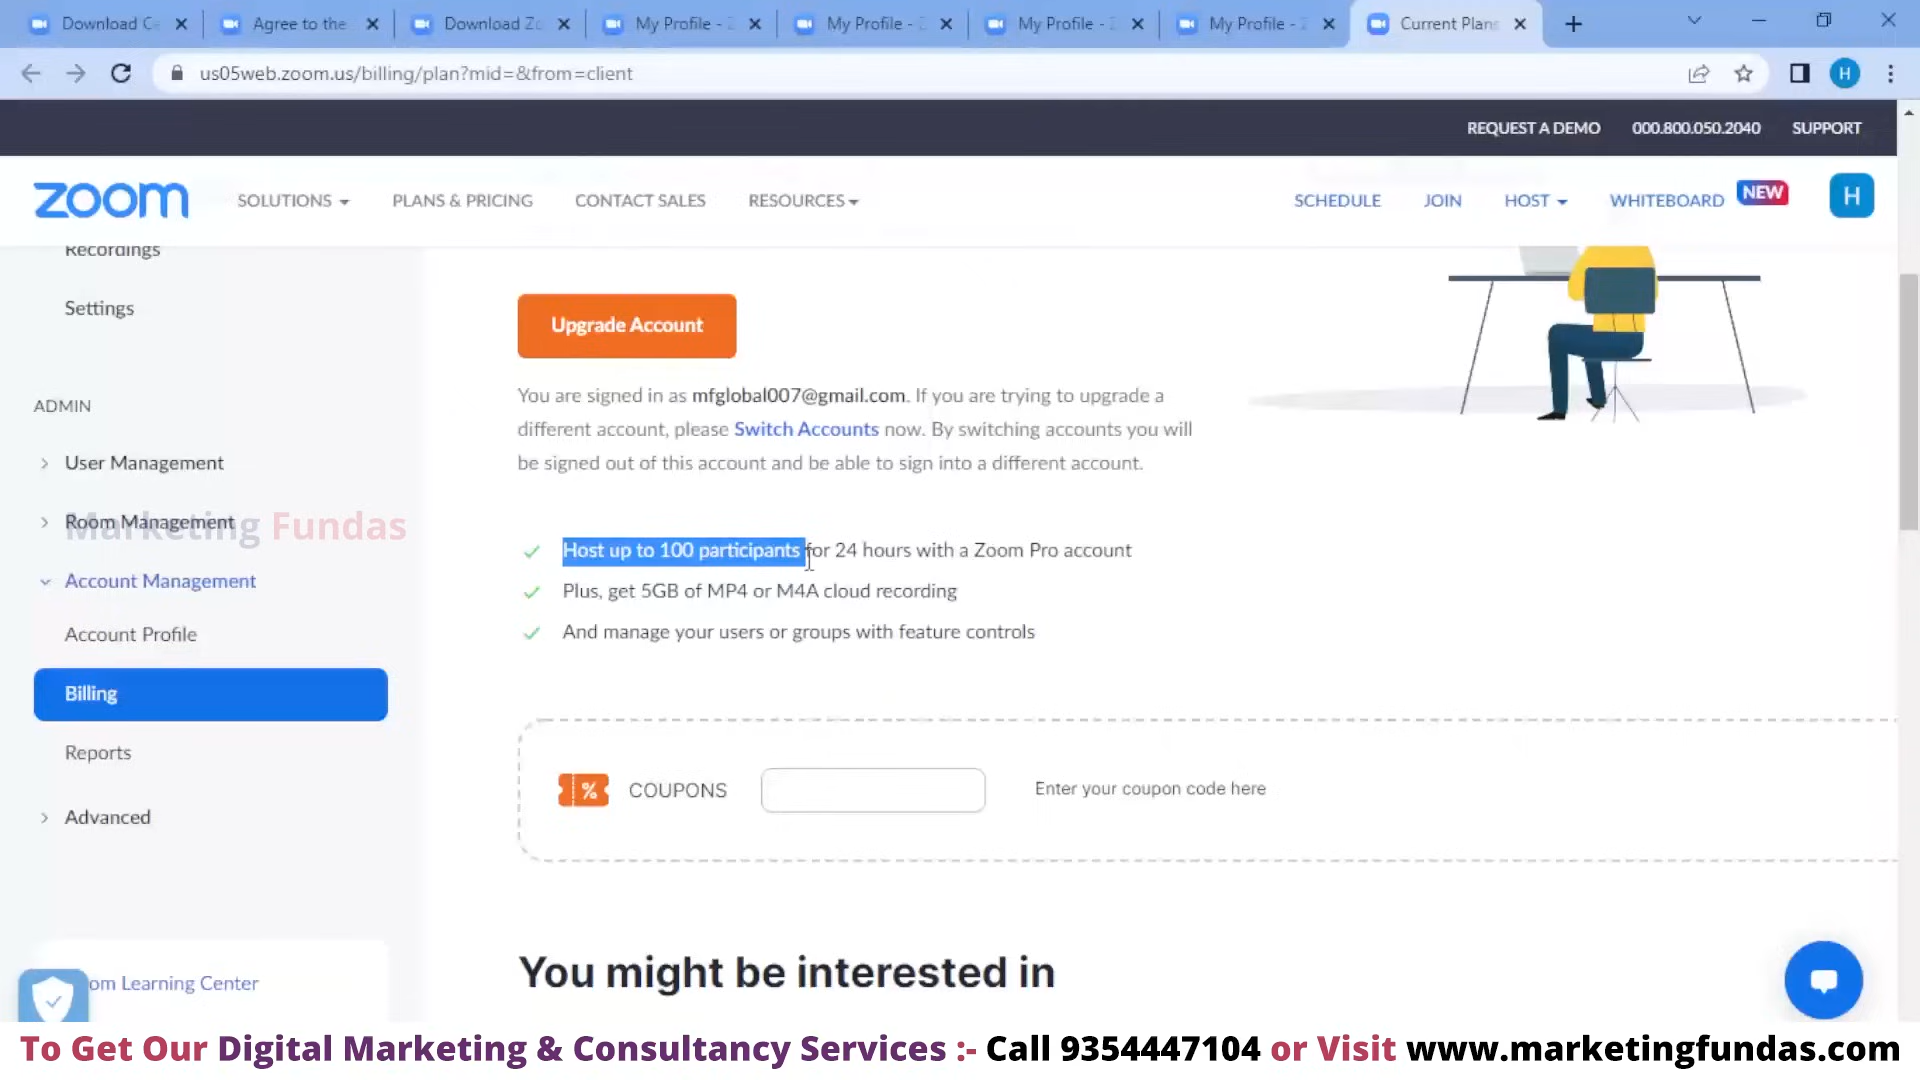 Download Ce
Agree to the
Download Zo
My Profile - Z
My Profile - Z
My Profile - Z
My Profile - Z
Current Plans
us05web.zoom.us/billing/plan?mid=&from=client
H
REQUEST A DEMO 000.800.050.2040 SUPPORT
zoom SOLUTIONS PLANS & PRICING CONTACT SALES RESOURCES SCHEDULE JOIN HOST WHITEBOARD NEW H
Recordings
Settings
ADMIN
User Management
Room Management
Marketing Fundas
Account Management
Account Profile
Billing
Reports
Advanced
Learning Center
Upgrade Account
You are signed in as mfglobal007@gmail.com. If you are trying to upgrade a
different account, please Switch Accounts now. By switching accounts you will
be signed out of this account and be able to sign into a different account.
Host up to 100 participants for 24 hours with a Zoom Pro account
Plus, get 5GB of MP4 or M4A cloud recording
And manage your users or groups with feature controls
% COUPONS Enter your coupon code here
You might be interested in
To Get Our Digital Marketing & Consultancy Services :- Call 9354447104 or Visit www.marketingfundas.com